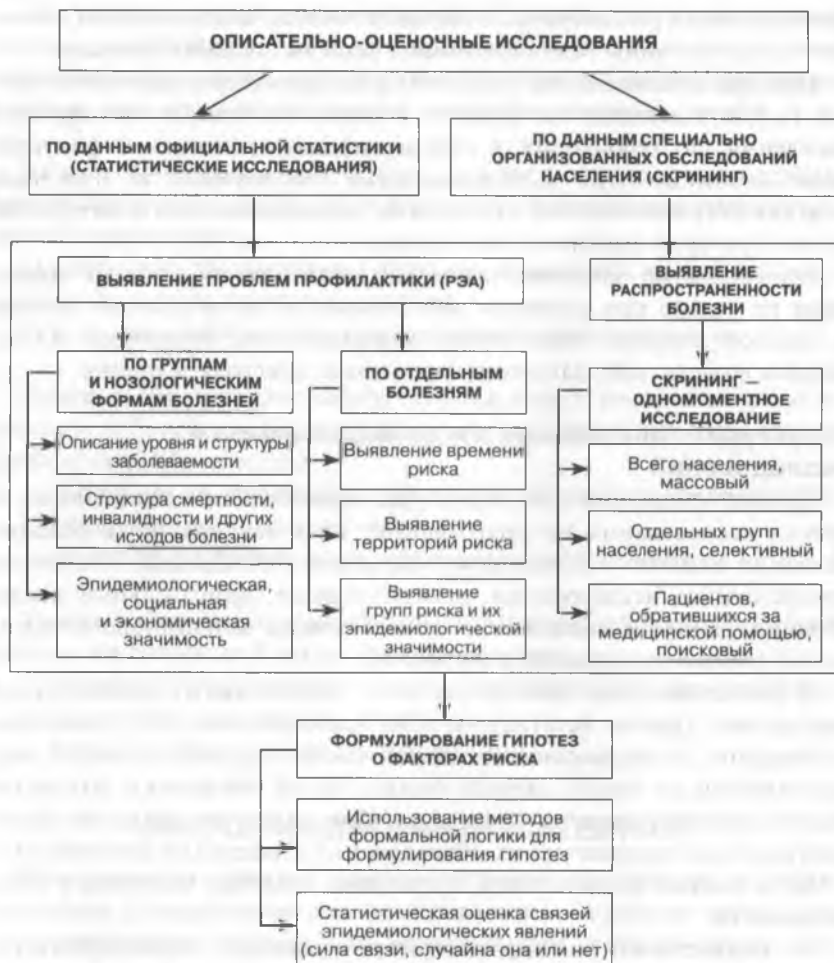 ОПИСАТЕЛЬНО-ОЦЕНОЧНЫЕ ИССЛЕДОВАНИЯ
ПО ДАННЫМ ОФИЦИАЛЬНОЙ СТАТИСТИКИ
(СТАТИСТИЧЕСКИЕ ИССЛЕДОВАНИЯ)
ПО ДАННЫМ СПЕЦИАЛЬНО
ОРГАНИЗОВАННЫХ ОБСЛЕДОВАНИЙ
НАСЕЛЕНИЯ (СКРИНИНГ)
ВЫЯВЛЕНИЕ ПРОБЛЕМ ПРОФИЛАКТИКИ (РЭА)
ВЫЯВЛЕНИЕ
РАСПРОСТРАНЕННОСТИ
БОЛЕЗНИ
ПО ГРУППАМ
И НОЗОЛОГИЧЕСКИМ
ФОРМАМ БОЛЕЗНЕЙ
Описание уровня и структуры
заболеваемости
Структура смертности,
инвалидности и других
исходов болезни
Эпидемиологическая,
социальная
и экономическая
значимость
ПО ОТДЕЛЬНЫМ
БОЛЕЗНЯМ
Выявление времени
риска
Выявление
территорий риска
Выявление
групп риска и их
эпидемиологической
значимости
СКРИНИНГ —
ОДНОМОМЕНТНОЕ
ИССЛЕДОВАНИЕ
Всего населения,
массовый
Отдельных групп
населения, селективный
Пациентов,
обратившихся за
медицинской помощью,
поисковый
ФОРМУЛИРОВАНИЕ ГИПОТЕЗ
О ФАКТОРАХ РИСКА
Использование методов
формальной логики для
формулирования гипотез
Статистическая оценка связей
эпидемиологических явлений
(сила связи, случайна она или нет)